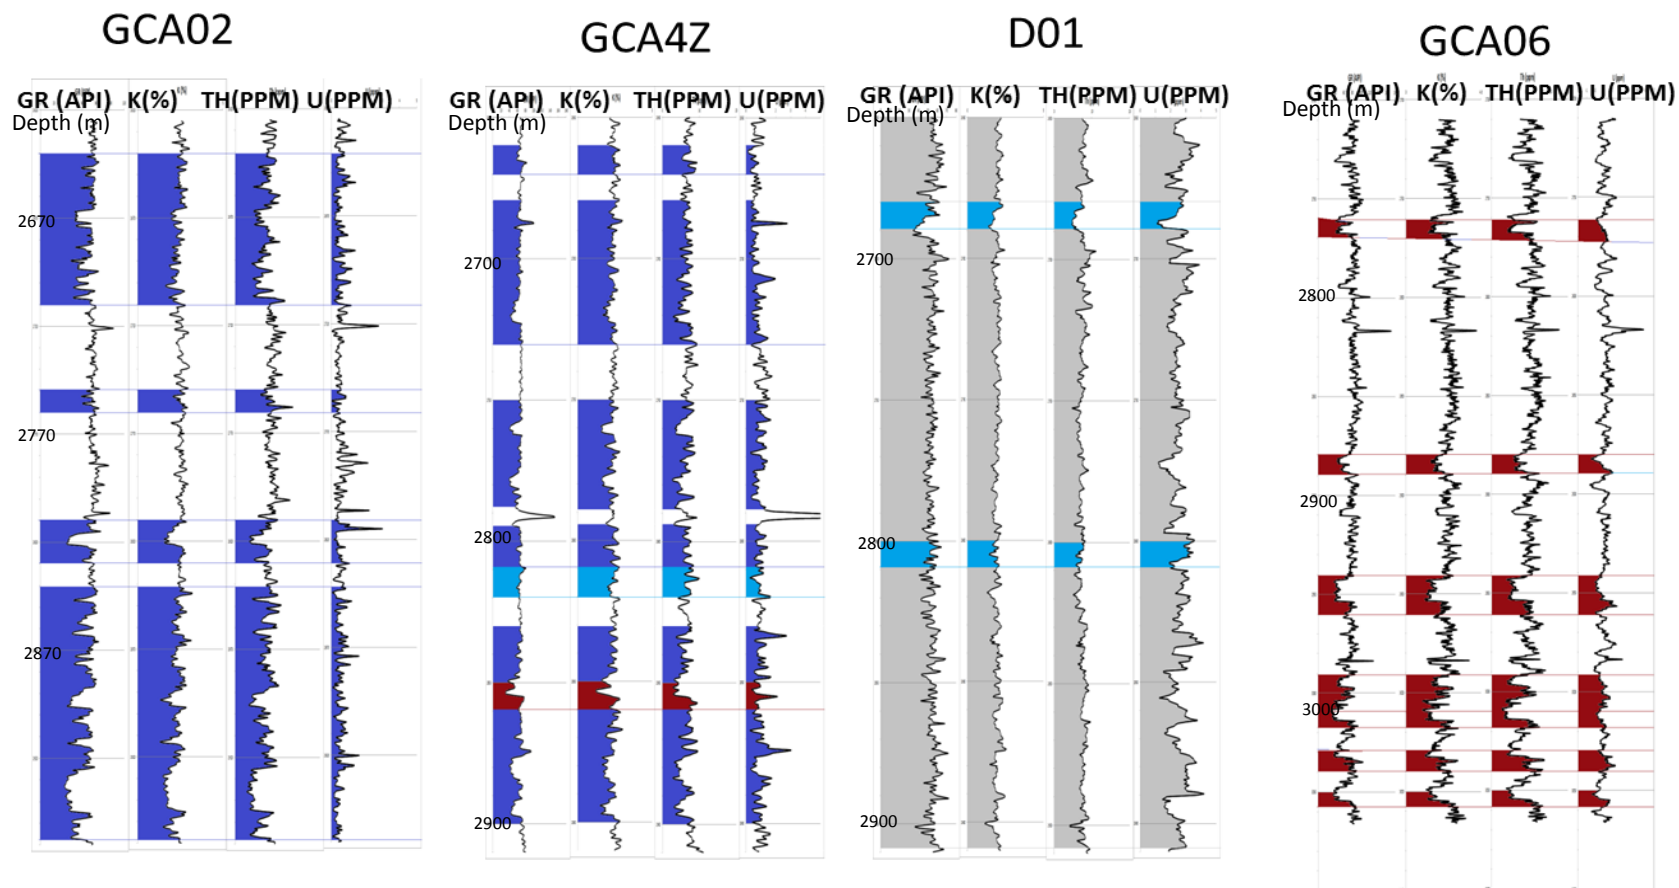 GCA02
GR (API) K(%) TH(PPM) U(PPM)
Depth (m)
2670
2770
2870
GCA4Z
GR (API) K(%) TH(PPM) U(PPM)
Depth (m)
2700
2800
2900
D01
GR (API) K(%) TH(PPM) U(PPM)
Depth (m)
2700
2800
2900
GCA06
GR (API) K(%) TH(PPM) U(PPM)
Depth (m)
2800
2900
3000